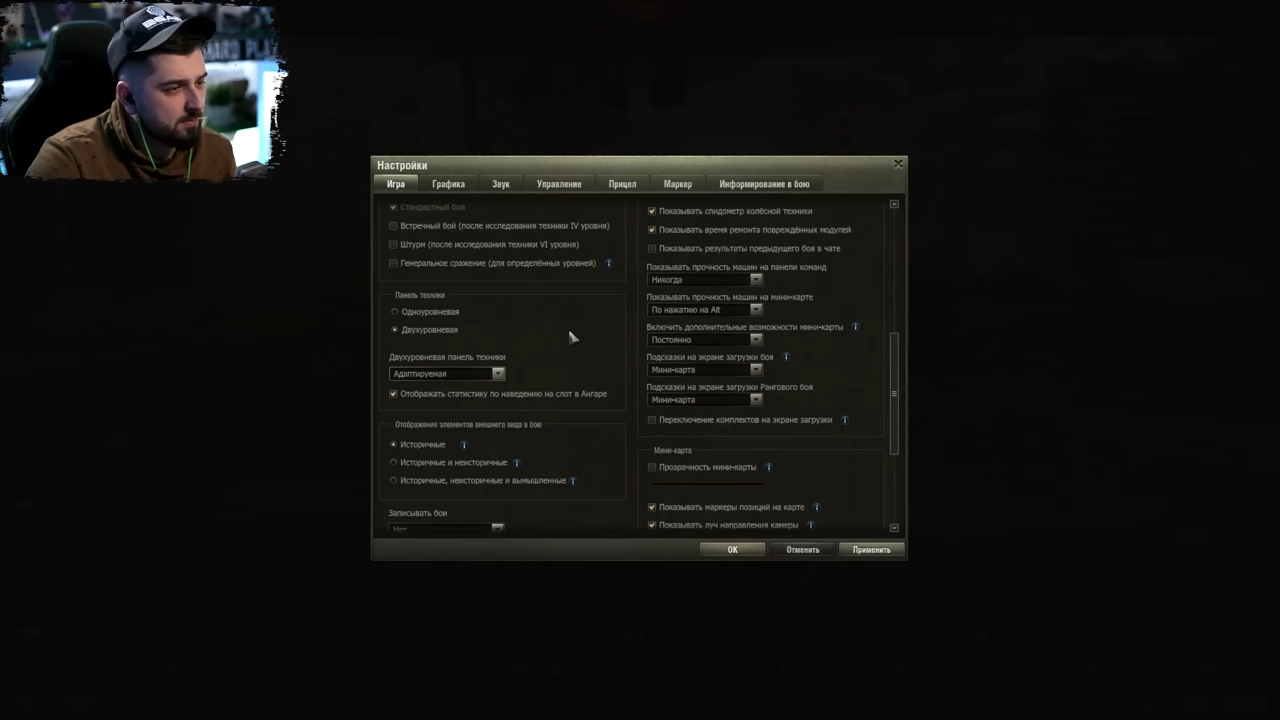 Настройки
Игра
Графика
Звук
Управление
Прицел
Маркер
Информирование в бою
Стандартный бой
Встречный бой (после исследования техники IV уровня)
Штурм (после исследования техники VI уровня)
Генеральное сражение (для определённых уровней)
Панель техники
Одноуровневая
Двухуровневая
Двухуровневая панель техники
Адаптируемая
Отображать статистику по наведению на слот в Ангаре
Отображение элементов внешнего вида в бою
Историчные
Историчные и неисторичные
Историчные, неисторичные и вымышленные
Записывать бои
Нет
Показывать спидометр колёсной техники
Показывать время ремонта повреждённых модулей
Показывать результаты предыдущего боя в чате
Показывать прочность машин на панели команд
Никогда
Показывать прочность машин на мини-карте
По нажатию на Alt
Включить дополнительные возможности мини-карты
Постоянно
Подсказки на экране загрузки боя
Мини-карта
Подсказки на экране загрузки Рангового боя
Мини-карта
Переключение комплектов на экране загрузки
Мини-карта
Прозрачность мини-карты
Показывать маркеры позиций на карте
Показывать луч направления камеры
OK
Отменить
Применить